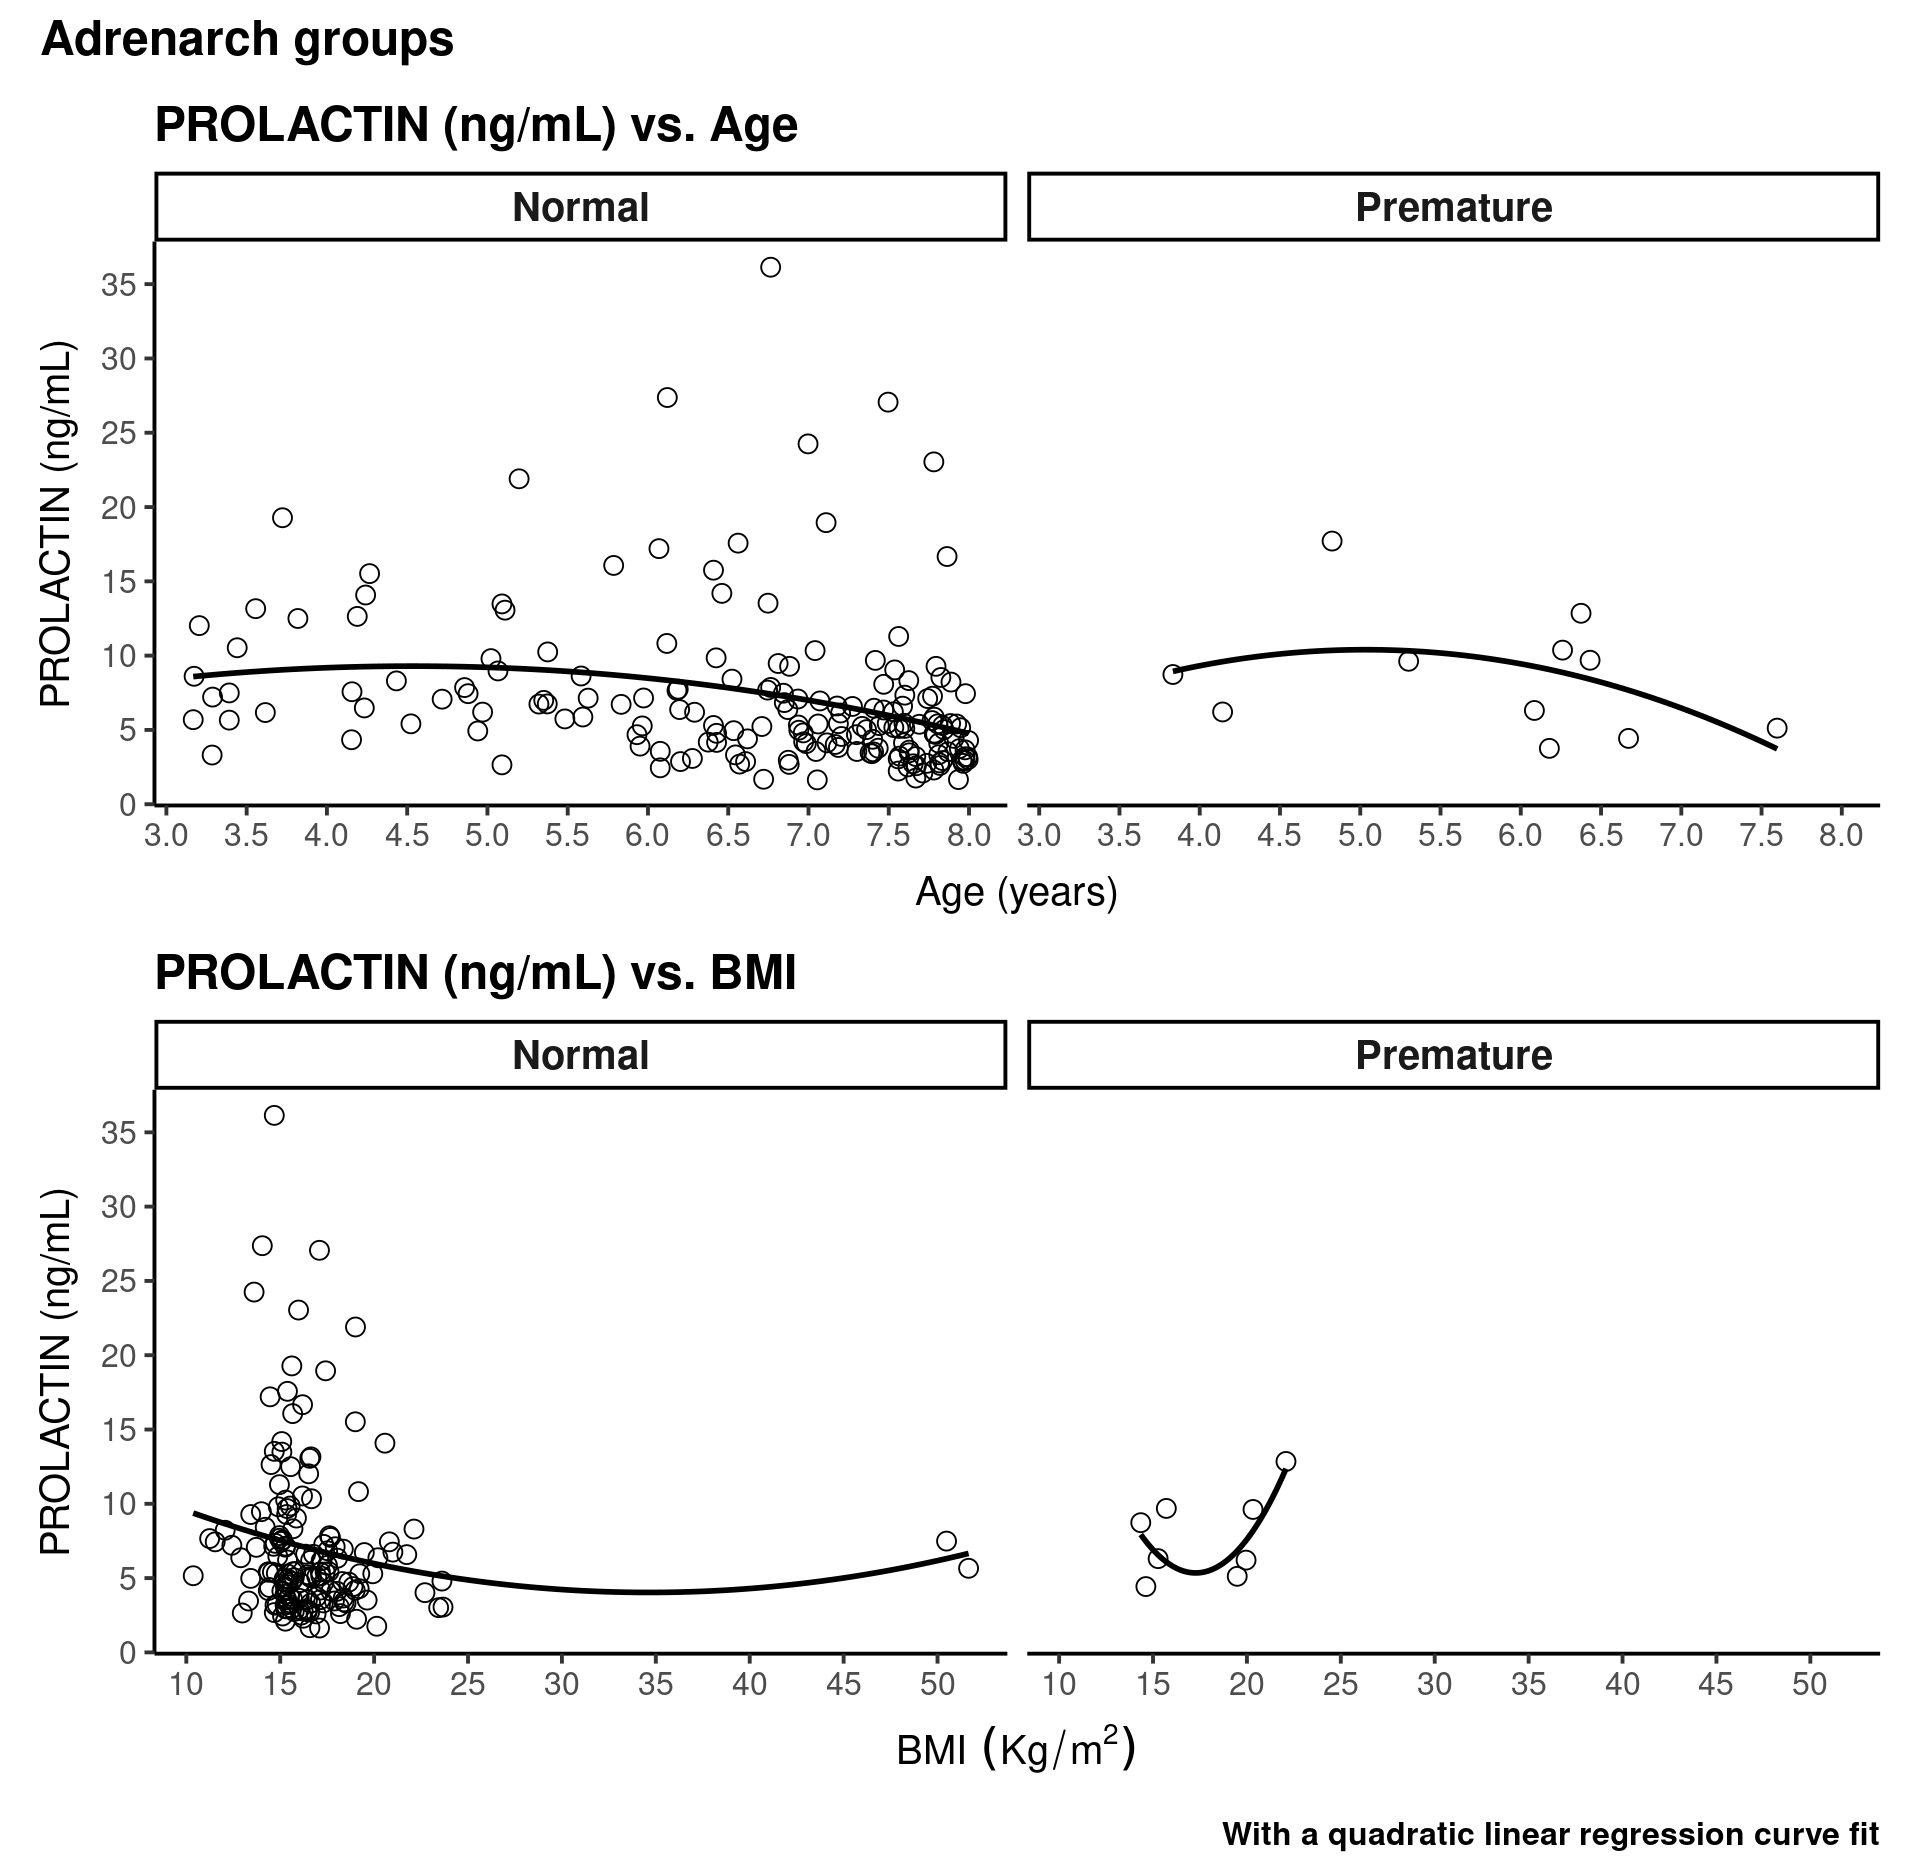 Adrenarch groups
PROLACTIN (ng/mL) vs. Age
Normal Premature
PROLACTIN (ng/mL)
35
30
25
20
15
10
5
0
3.0 3.5 4.0 4.5 5.0 5.5 6.0 6.5 7.0 7.5 8.0 3.0 3.5 4.0 4.5 5.0 5.5 6.0 6.5 7.0 7.5 8.0
Age (years)
PROLACTIN (ng/mL) vs. BMI
Normal Premature
PROLACTIN (ng/mL)
35
30
25
20
15
10
5
0
10 15 20 25 30 35 40 45 50 10 15 20 25 30 35 40 45 50
BMI (Kg/m²)
With a quadratic linear regression curve fit